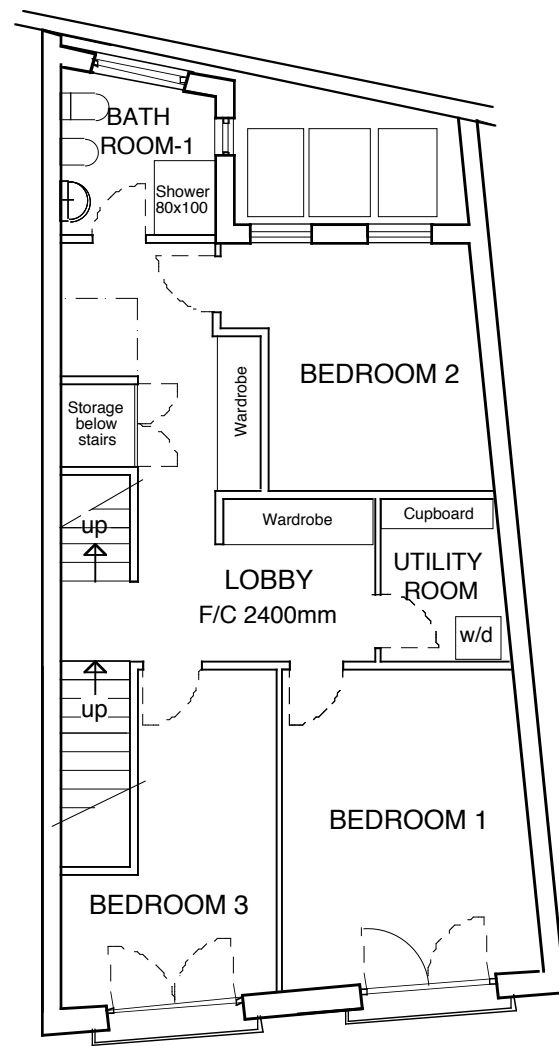 BATH
ROOM-1
Shower
80x100
BEDROOM 2
Wardrobe
Storage
below
stairs
Wardrobe
Cupboard
up
UTILITY
ROOM
LOBBY
F/C 2400mm
w/d
up
BEDROOM 1
BEDROOM 3